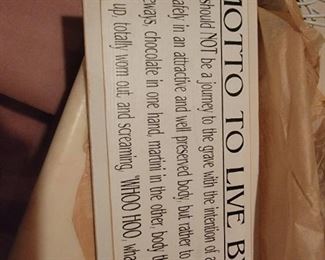 MOTTO TO LIVE BY
should NOT be a journey to the grave with the intention of a
safely in an attractive and well preserved body, but rather to
eways, chocolate in one hand, martini in the other, body th
up, totally worn out, and screaming "WHOO HOO, wha